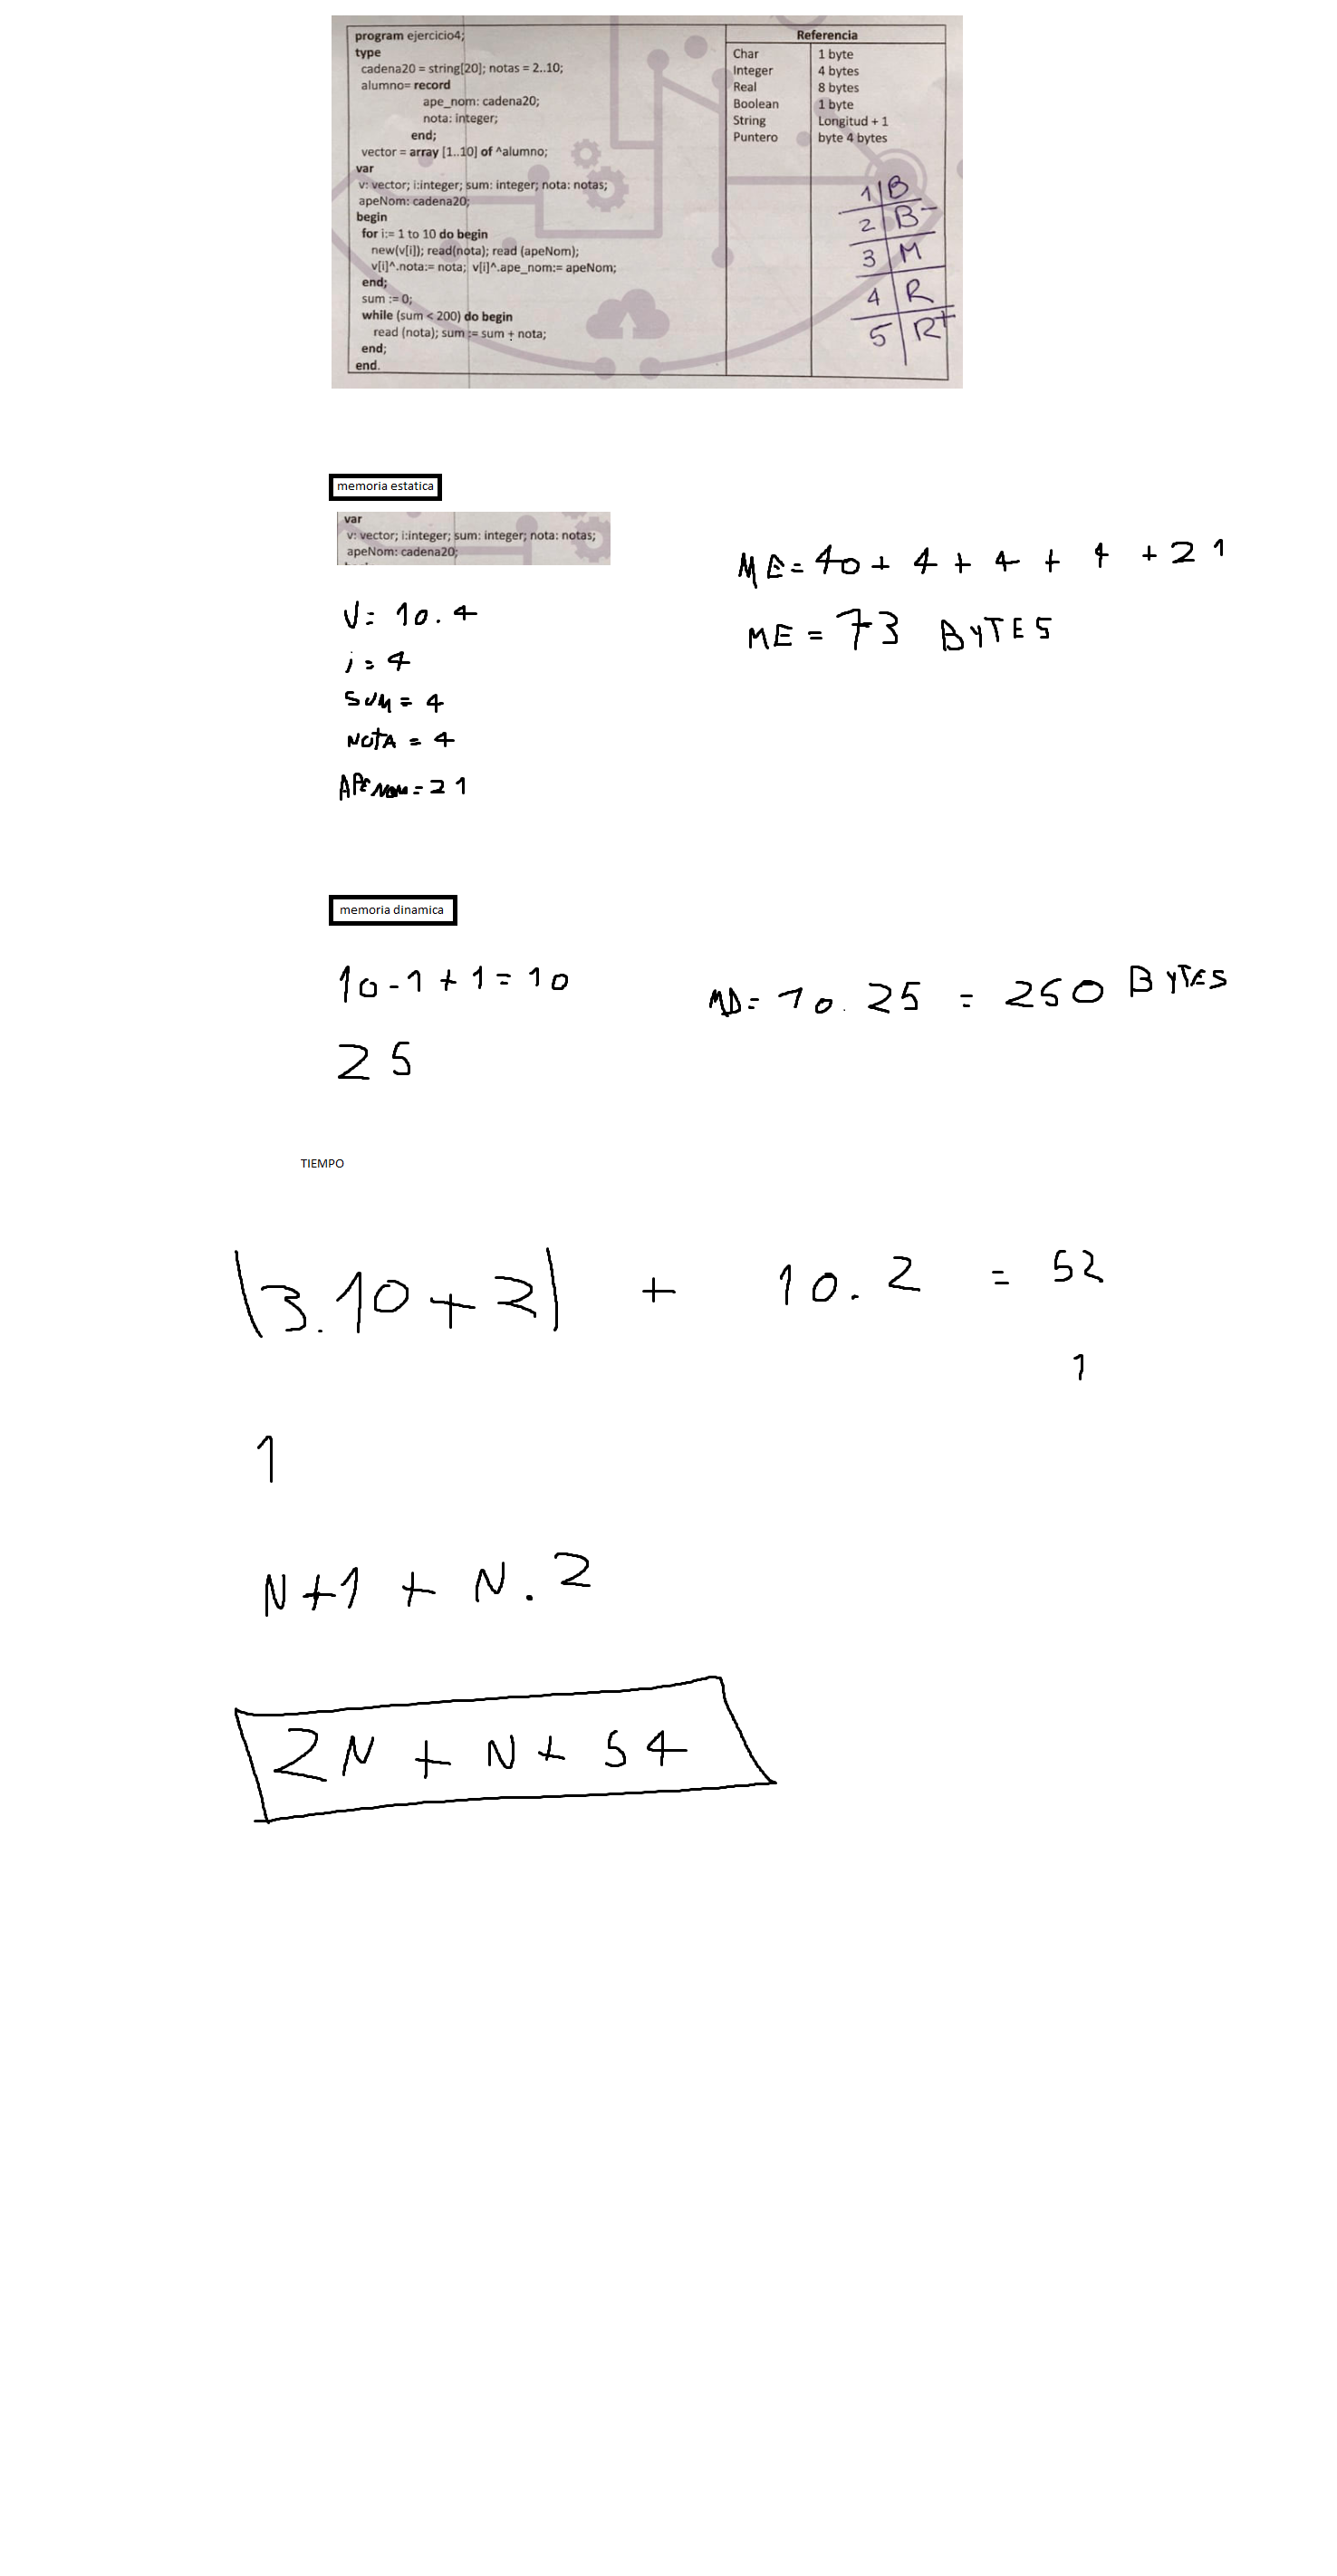 program ejercicio4;
type
cadena20 = string[20]; notas = 2..10;
alumno= record
ape_nom: cadena20;
nota: integer;
end;
vector = array [1..10] of ^alumno;
var
v: vector; i:integer; sum: integer; nota: notas;
apeNom: cadena20;
begin
for i:= 1 to 10 do begin
new(v[i]); read(nota); read (apeNom);
v[i]^.nota:= nota; v[i]^.ape_nom:= apeNom;
end;
sum := 0;
while (sum < 200) do begin
read (nota); sum := sum + nota;
end;
end.
Referencia
Char 1 byte
Integer 4 bytes
Real 8 bytes
Boolean 1 byte
String Longitud + 1
Puntero byte 4 bytes
1 B
2 B-
3 M
4 R
5 R+
memoria estatica
var
v: vector; i:integer; sum: integer; nota: notas;
apeNom: cadena20;
V= 10.4
i = 4
SUM = 4
NOTA = 4
APENOM = 21
ME = 40 + 4 + 4 + 4 + 21
ME = 73 BYTES
memoria dinamica
10-1+1=10
25
MD= 10.25 = 250 BYTES
TIEMPO
(3.10+2) + 10.2 = 52
1
1
N+1 + N.2
2N + N + 54